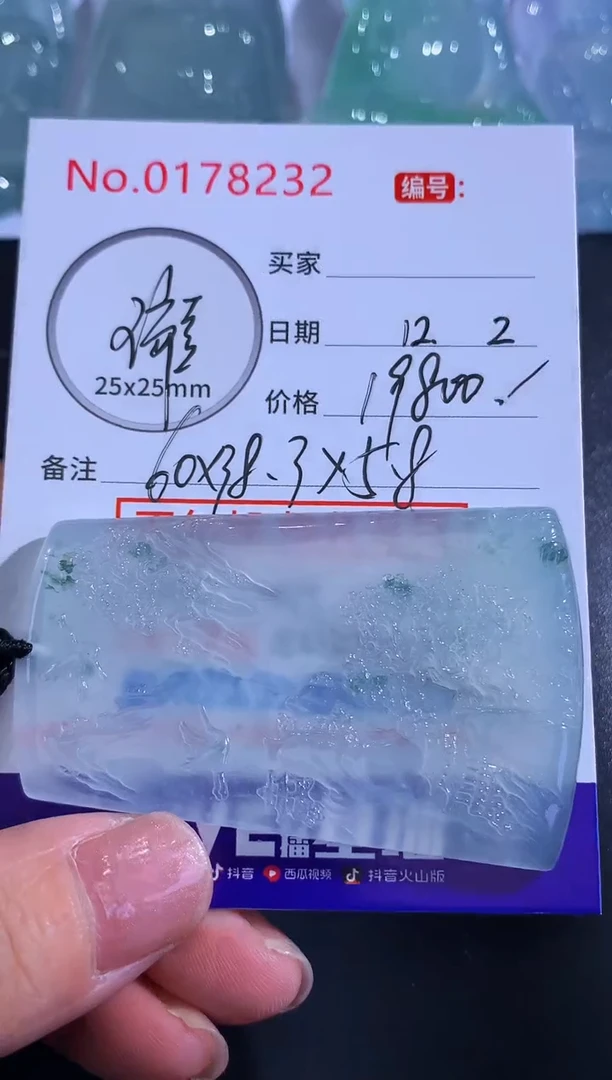 No.0178232 编号：
买家
25x25mm
日期 12. 2
价格 19800.
备注 60X38.3X5.8
抖音 西瓜视频 抖音火山版